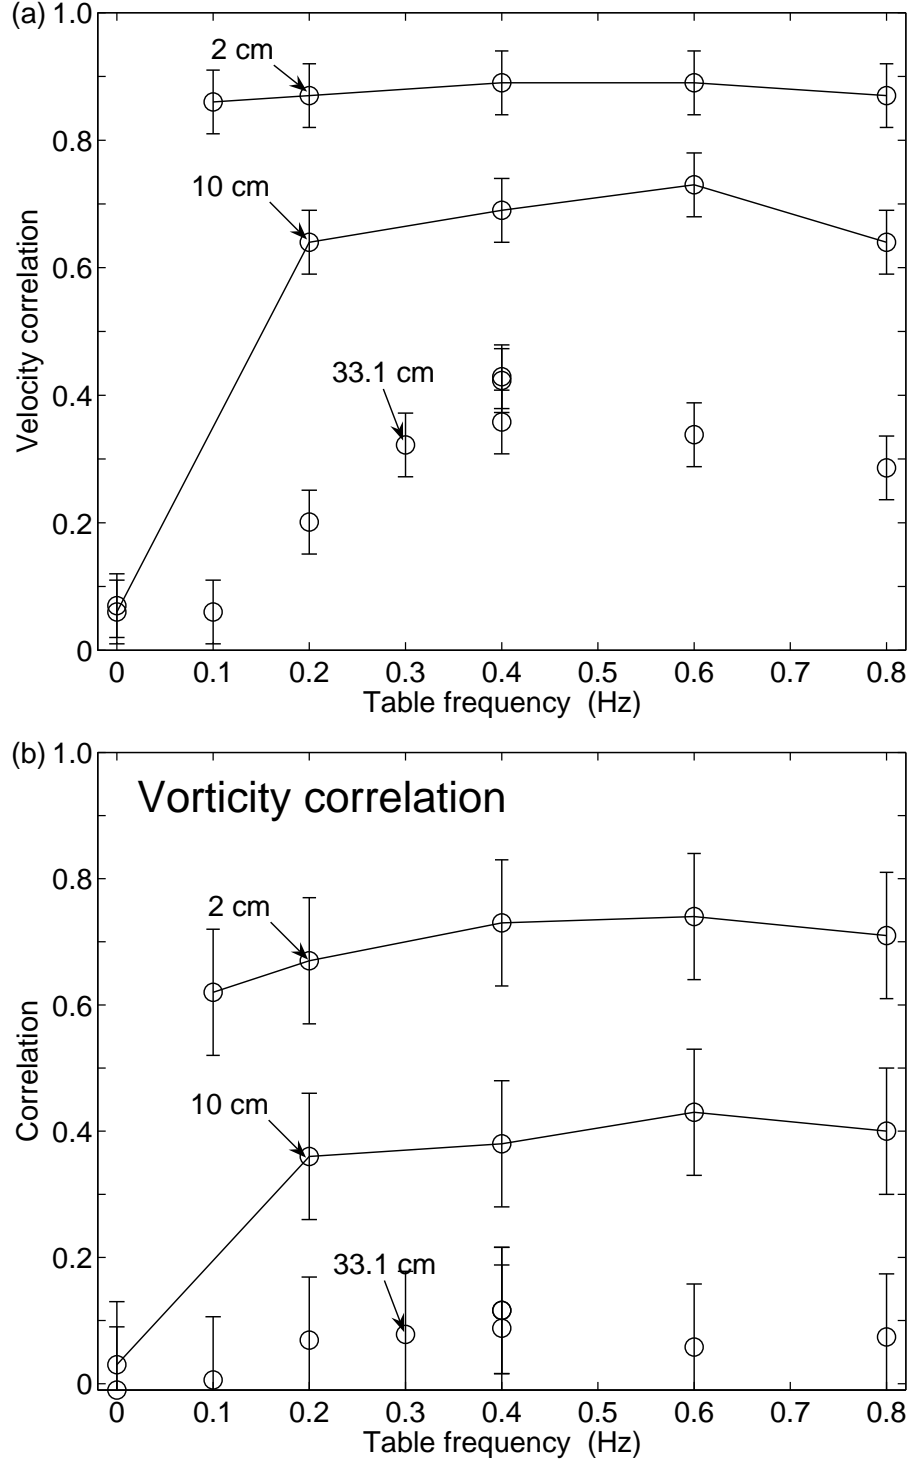 (a)
1.0
2 cm
0.8
10 cm
Velocity correlation
0.6
33.1 cm
0.4
0.2
0
0 0.1 0.2 0.3 0.4 0.5 0.6 0.7 0.8
Table frequency (Hz)
(b)
1.0
Vorticity correlation
0.8
2 cm
0.6
Correlation
10 cm
0.4
33.1 cm
0.2
0
0 0.1 0.2 0.3 0.4 0.5 0.6 0.7 0.8
Table frequency (Hz)